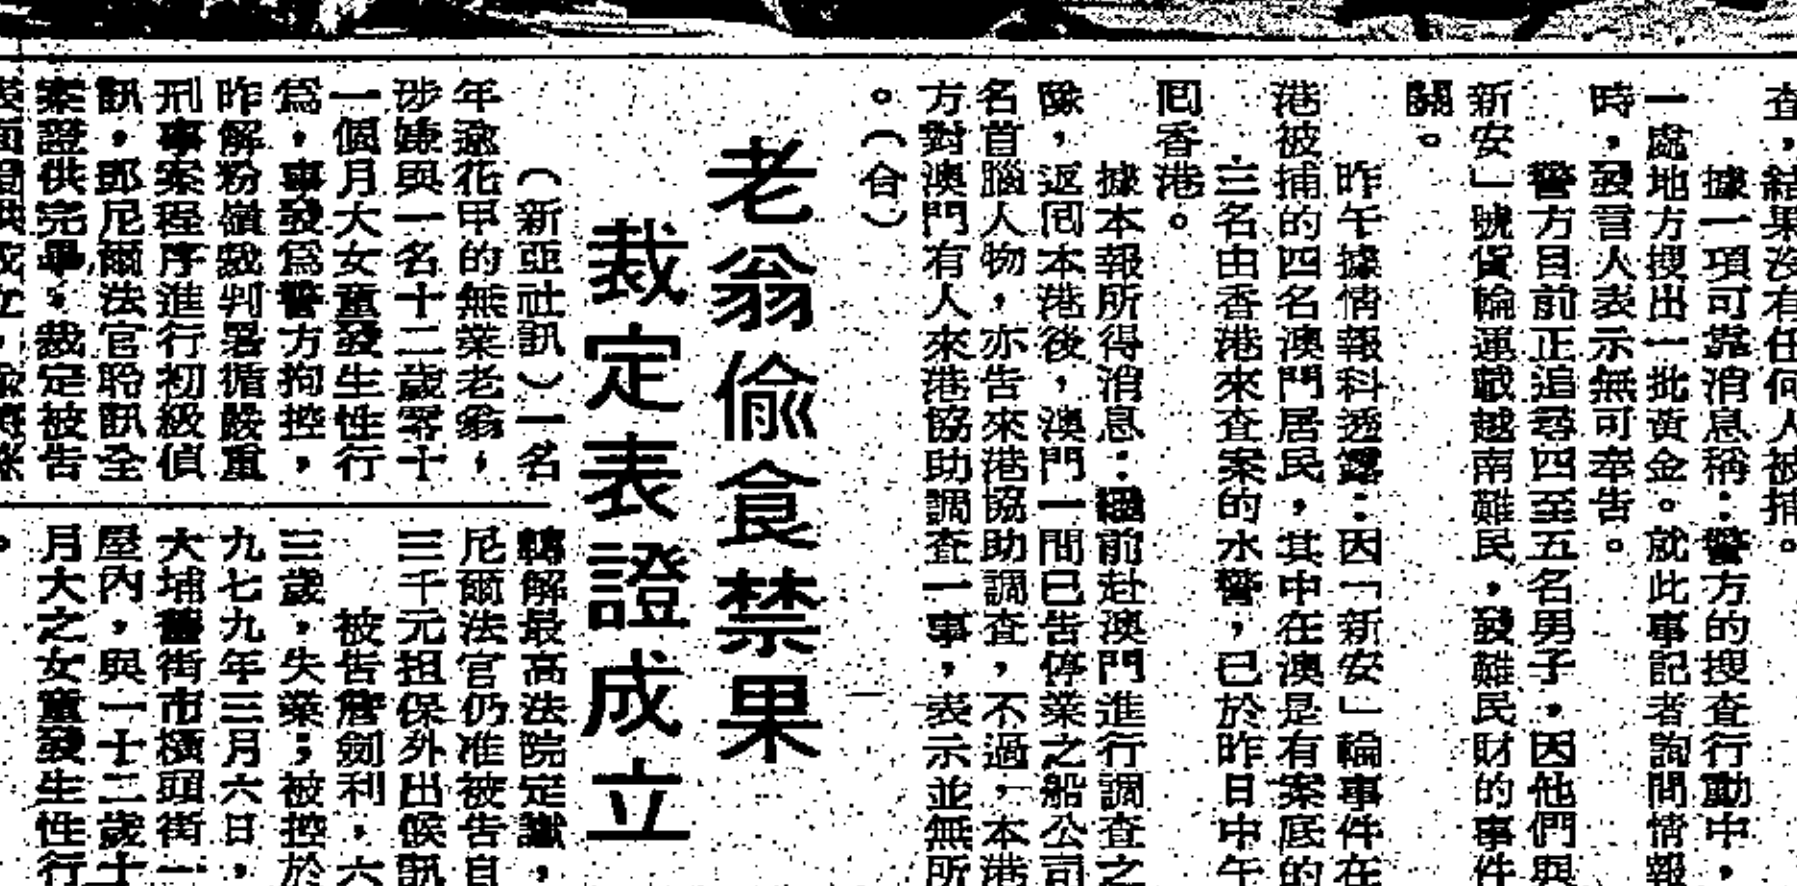 查，結果沒有任何人被捕。
據一項可靠消息稱：警方的搜查行動中，
一處地方搜出一批黃金。就此事記者詢問情報
時，發言人表示無可奉告。
警方目前正追尋四至五名男子，因他們與
新安」號貨輪運載越南難民，發難民財的事件
關。
昨午據情報科透露：因「新安」輪事件在
港被捕的四名澳門居民，其中在澳是有案底的
三名由香港來查案的水警，已於昨日中午
囘香港。
據本報所得消息：日前赴澳門進行調查之
隊，返囘本港後，澳門一間已告停業之船公司
名首腦人物，亦告來港協助調查，不過，本港
方對澳門有人來港協助調查一事，表示並無所
。（合）
老翁偸食禁果
裁定表證成立
（新亞社訊）一名
年逾花甲的無業老翁，
涉嫌與一名十二歲零十
一個月大女童發生性行
爲，事發爲警方拘控，
昨解粉嶺裁判署循嚴重
刑事案程序進行初級偵
訊，郎尼爾法官聆訊全
案證供完畢，裁定被告
表面證供成立，
轉解最高法院定讞，
尼爾法官仍准被告自
三千元担保外出候訊
被告詹劍利，六
三歲，失業；被控於
九七九年三月六日，
大埔舊街市橫頭街一
屋內，與一十二歲十
月大之女童發生性行
。